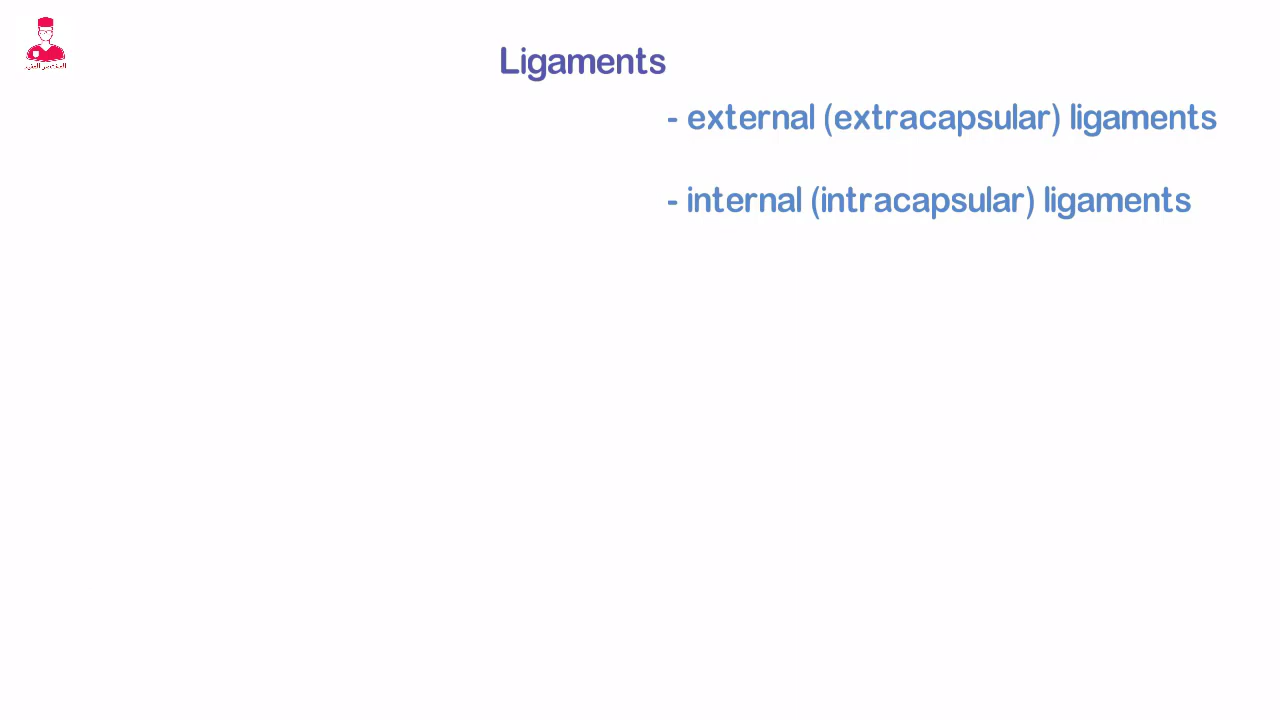 Ligaments
- external (extracapsular) ligaments
- internal (intracapsular) ligaments